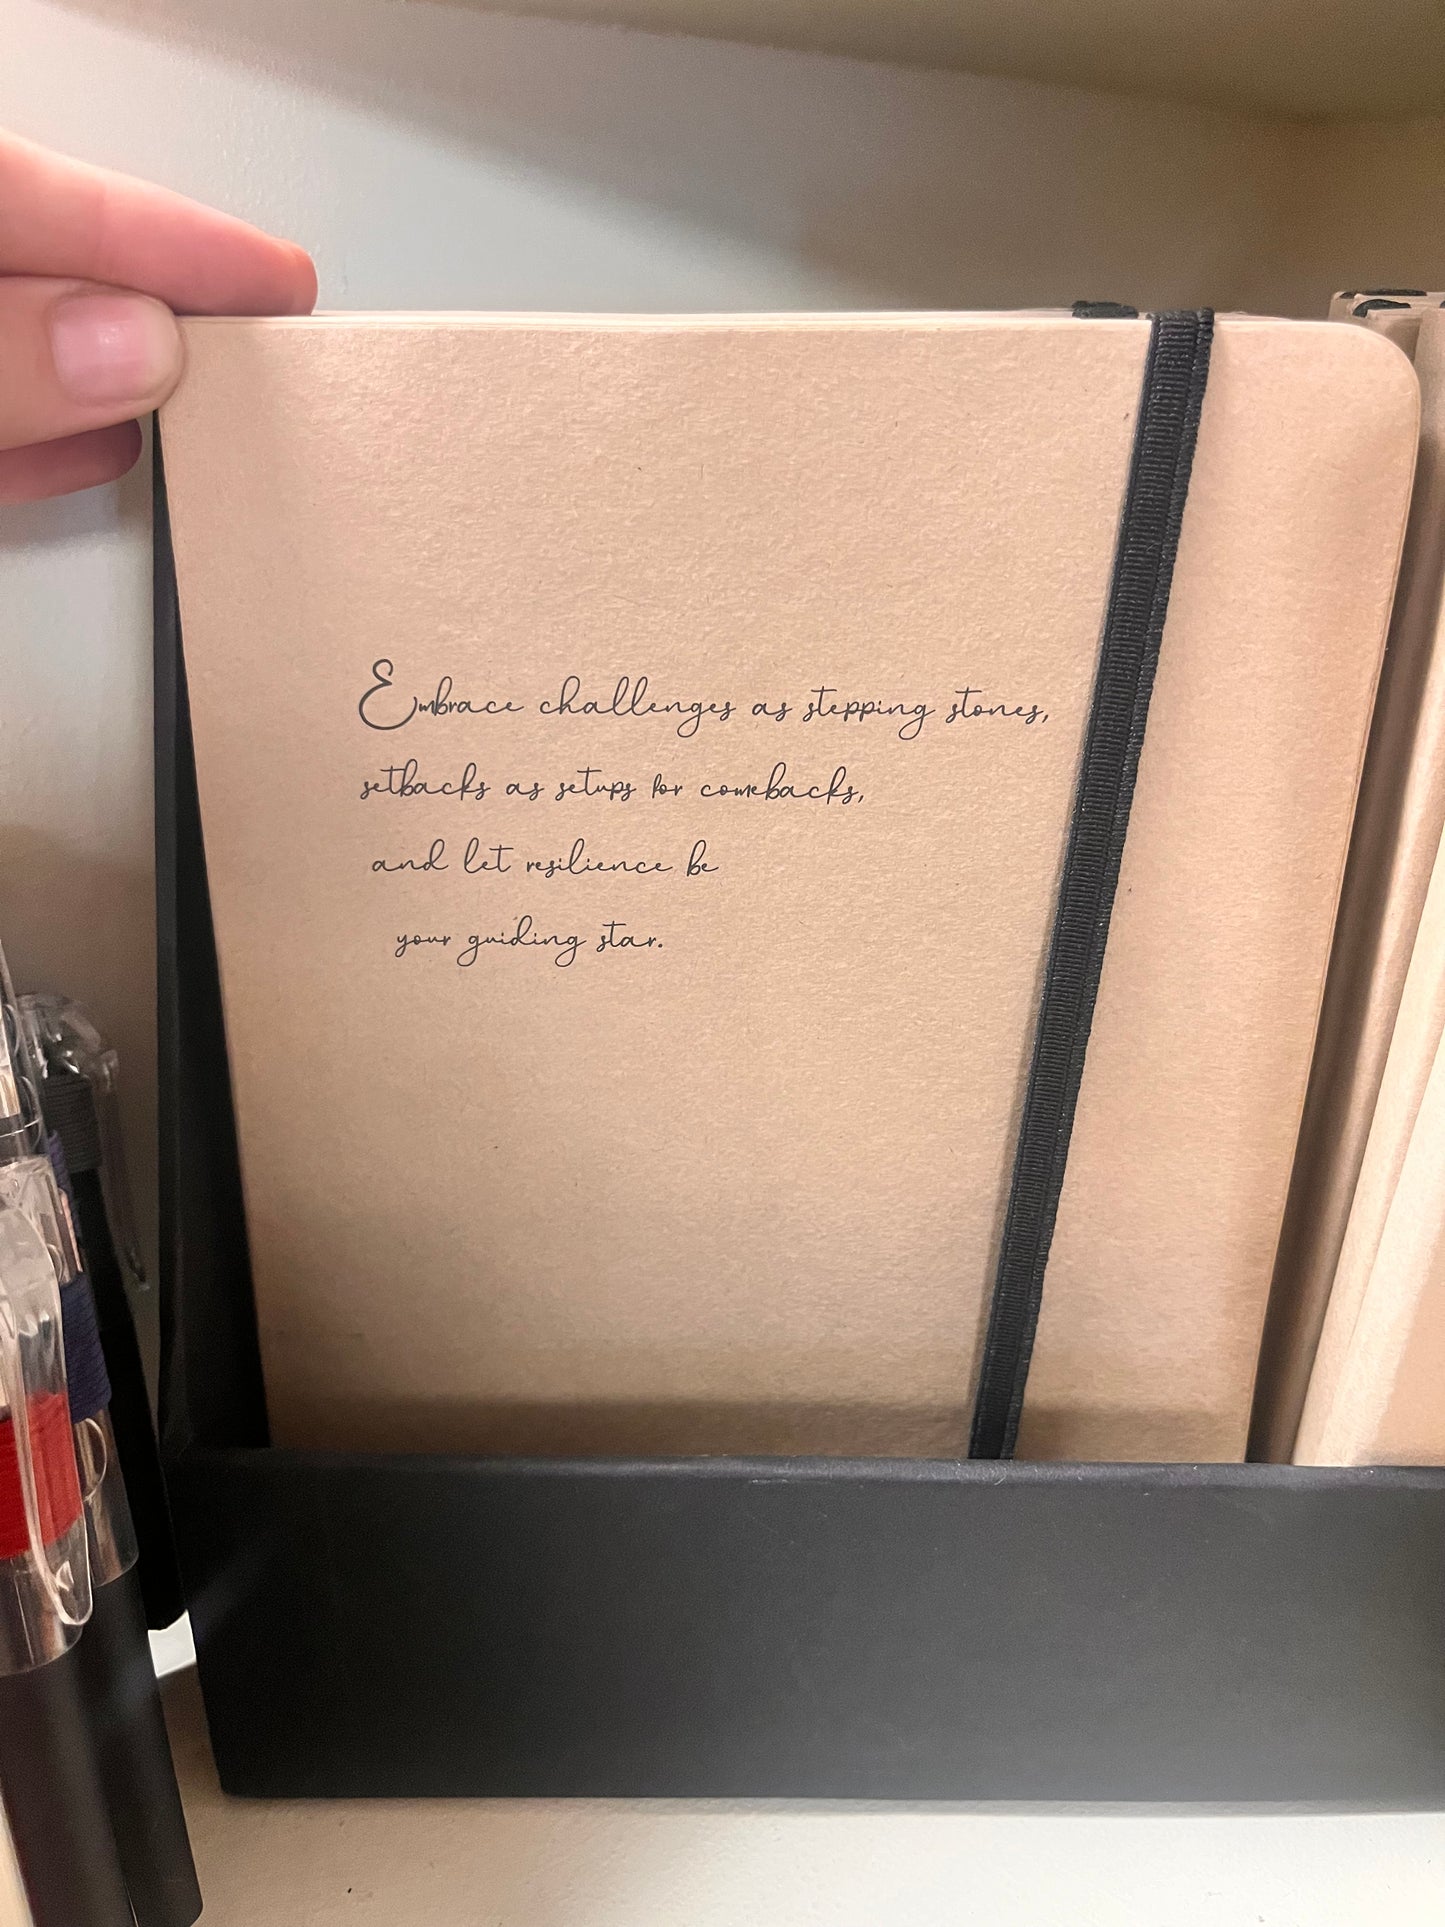 Embrace challenges as stepping stones,
setbacks as setups for comebacks,
and let resilience be
your guiding star.